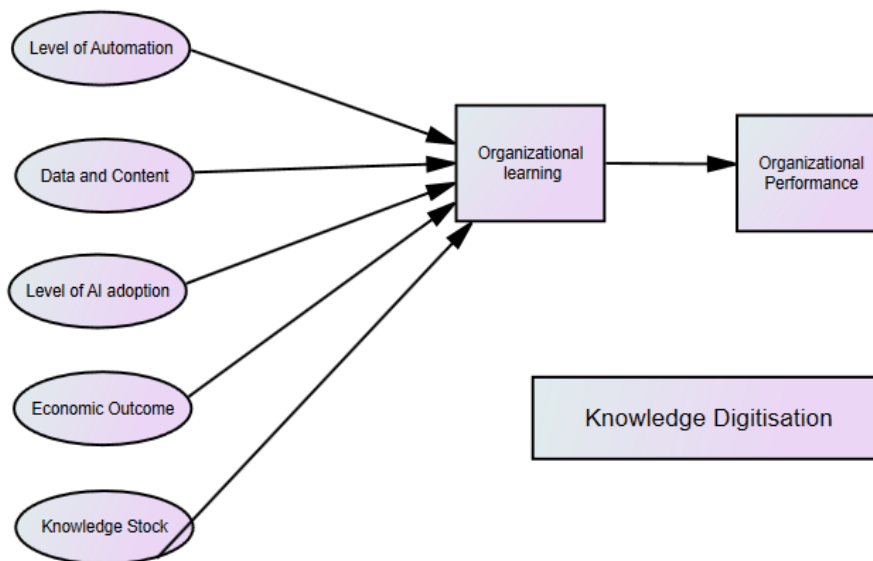 Level of Automation
Data and Content
Level of AI adoption
Economic Outcome
Knowledge Stock
Organizational
learning
Organizational
Performance
Knowledge Digitisation